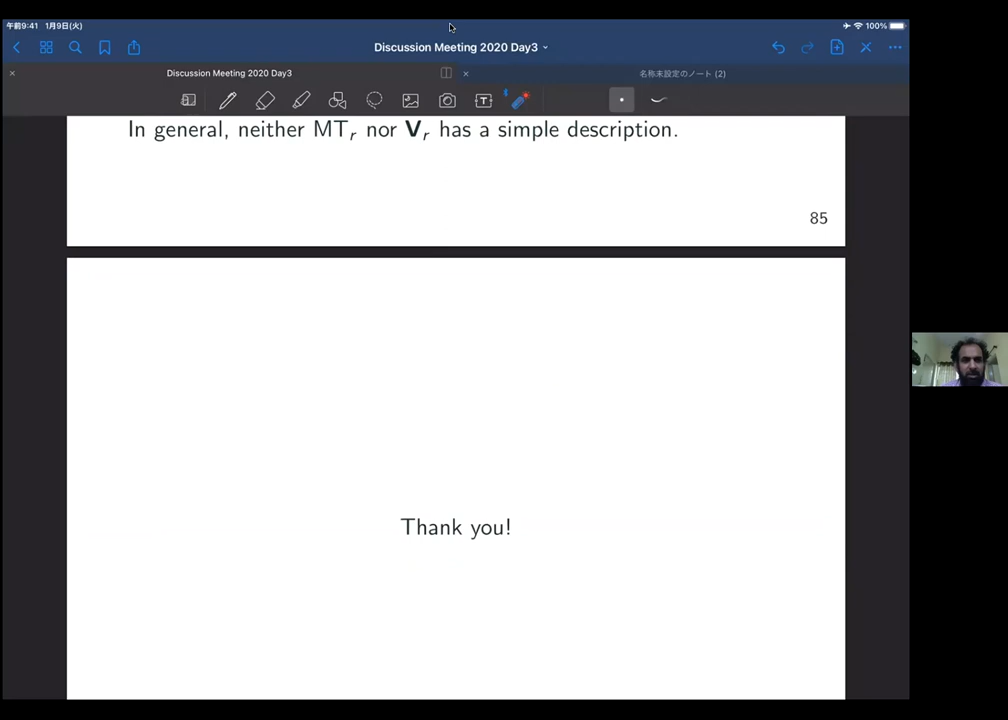 午前9:41 1月9日(火)
100%
Discussion Meeting 2020 Day3
Discussion Meeting 2020 Day3
名称未設定のノート (2)
T
In general, neither MTr nor Vr has a simple description.
85
Thank you!